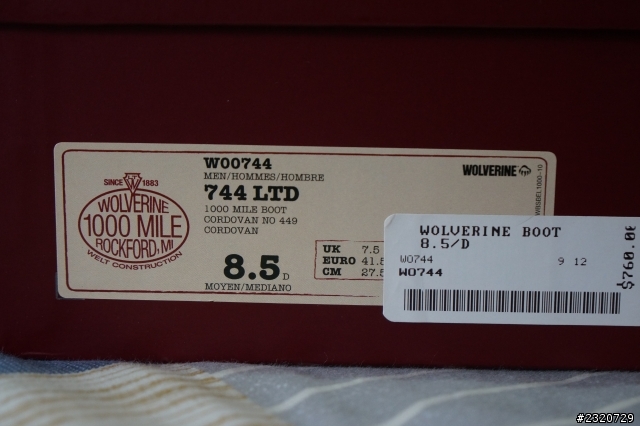 SINCE 1883
WOLVERINE
1000 MILE
ROCKFORD, MI
WELT CONSTRUCTION
W00744
MEN/HOMMES/HOMBRE
744 LTD
1000 MILE BOOT
CORDOVAN NO 449
CORDOVAN
8.5 D
MOYEN/MEDIANO
WOLVERINE
UK 7.5
EURO 41.5
CM 27.5
WOLVERINE BOOT
8.5/D
W0744 9 12
W0744
$760.0
#2320729